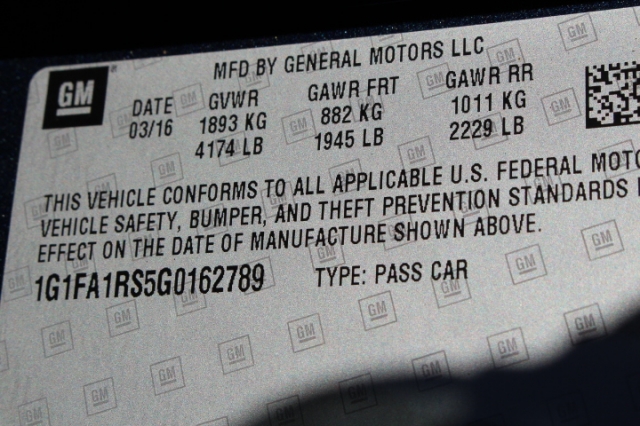 MFD BY GENERAL MOTORS LLC
GM
DATE GVWR GAWR FRT GAWR RR
03/16 1893 KG 882 KG 1011 KG
4174 LB 1945 LB 2229 LB
THIS VEHICLE CONFORMS TO ALL APPLICABLE U.S. FEDERAL MOTO
VEHICLE SAFETY, BUMPER, AND THEFT PREVENTION STANDARDS
EFFECT ON THE DATE OF MANUFACTURE SHOWN ABOVE.
1G1FA1RS5G0162789 TYPE: PASS CAR